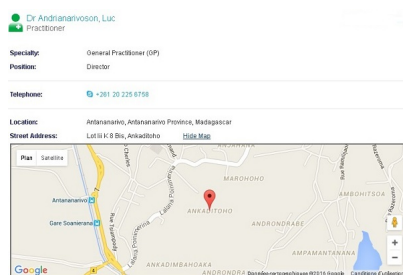 Dr Andrianarivoson, Luc
Practitioner
Specialty: General Practitioner (GP)
Position: Director
Telephone: +261 20 225 6758
Location: Antananarivo, Antananarivo Province, Madagascar
Street Address: Lot Iii K 8 Bis, Ankaditoho Hide Map
Plan Satellite
MAROHOHO
AMBOHITSOA
Antananarivo
ANKADITOHO
Gare Soanierana
ANDRONDRABE
AMPAMANTANANA
ANKADIMBAHOAKA
Google